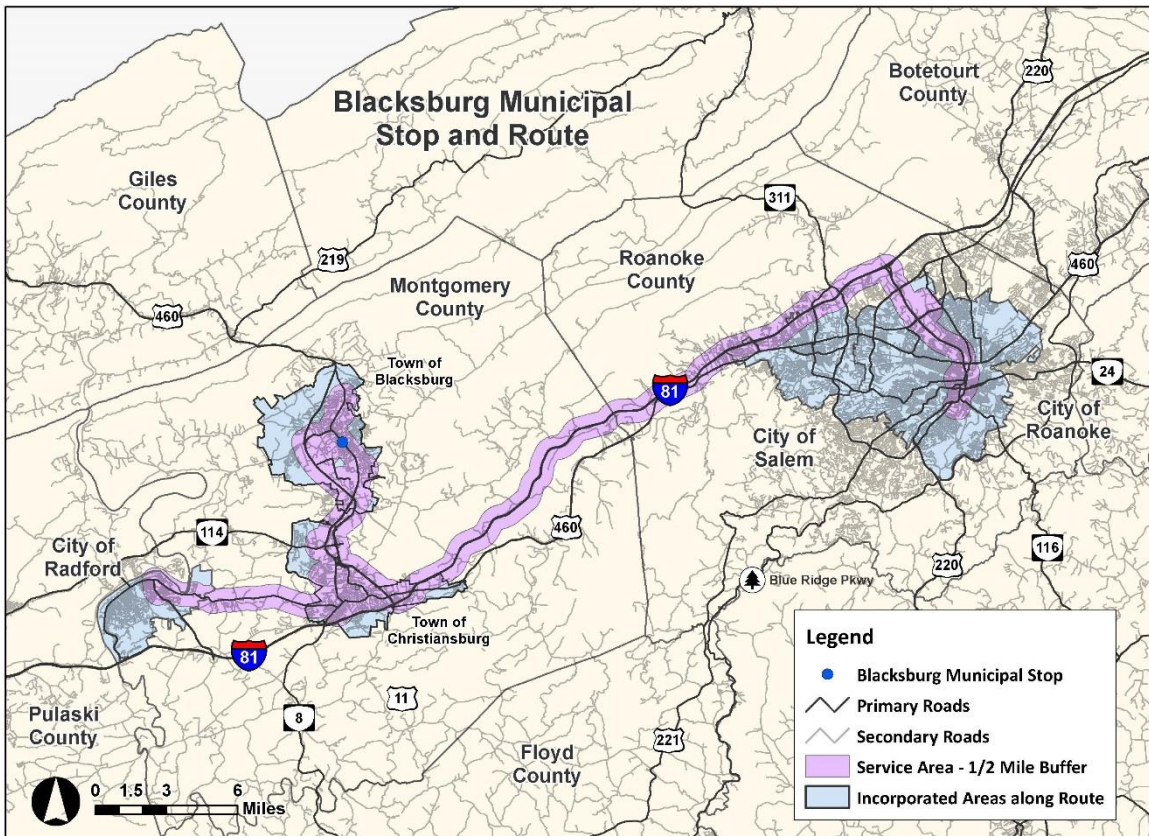 Blacksburg Municipal
Stop and Route
Botetourt
County
220
Giles
County
311
219
Roanoke
County
460
Montgomery
County
460
Town of
Blacksburg
24
81
City of
Roanoke
City of
Salem
114
460
City of
Radford
116
220
Blue Ridge Pkwy
Town of
Christiansburg
81
11
8
Pulaski
County
221
Floyd
County
0 1.5 3 6
Miles
Legend
Blacksburg Municipal Stop
Primary Roads
Secondary Roads
Service Area - 1/2 Mile Buffer
Incorporated Areas along Route